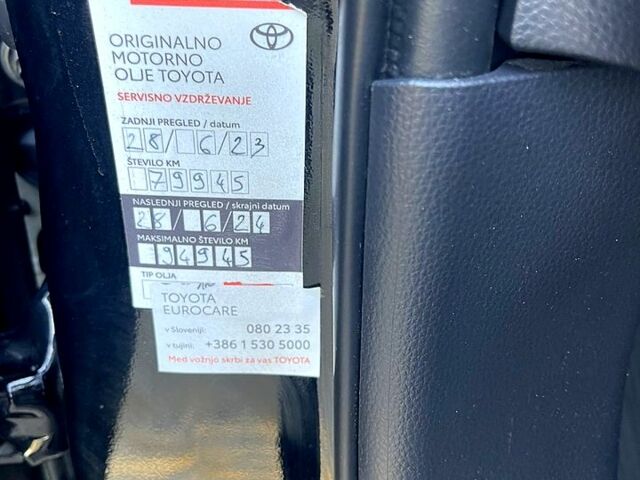 ORIGINALNO
MOTORNO
OLJE TOYOTA
SERVISNO VZDRŽEVANJE
ZADNJI PREGLED / datum
28/ 6/23
ŠTEVILO KM
79945
NASLEDNJI PREGLED / skrajni datum
28/ 6/24
MAKSIMALNO ŠTEVILO KM
94945
TIP OLJA
TOYOTA
EUROCARE
v Sloveniji: 080 23 35
v tujini: +386 1 530 5000
Med vožnjo skrbi za vas TOYOTA